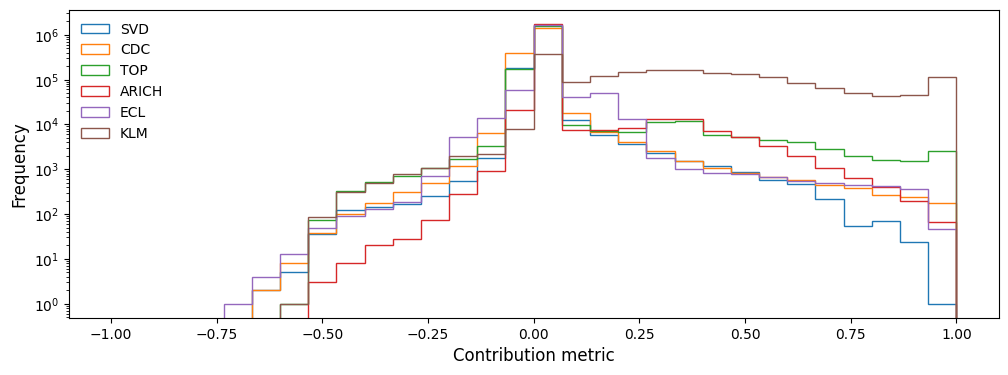 SVD
CDC
TOP
ARICH
ECL
KLM
Frequency
10⁶
10⁵
10⁴
10³
10²
10¹
10⁰
−1.00 −0.75 −0.50 −0.25 0.00 0.25 0.50 0.75 1.00
Contribution metric